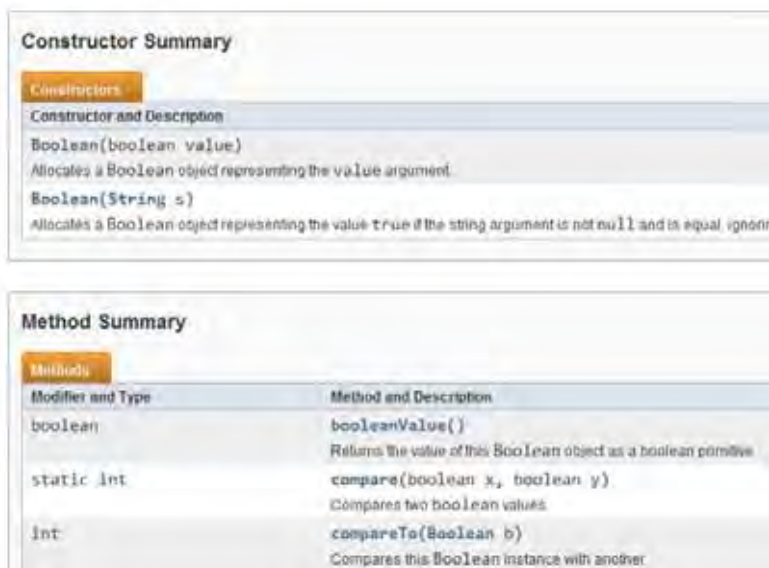 Constructor Summary
Constructors
Constructor and Description
Boolean(boolean value)
Allocates a Boolean object representing the value argument.
Boolean(String s)
Allocates a Boolean object representing the value true if the string argument is not null and is equal, ignorin
Method Summary
Methods
Modifier and Type Method and Description
boolean booleanValue()
Returns the value of this Boolean object as a boolean primitive.
static int compare(boolean x, boolean y)
Compares two boolean values.
int compareTo(Boolean b)
Compares this Boolean instance with another.